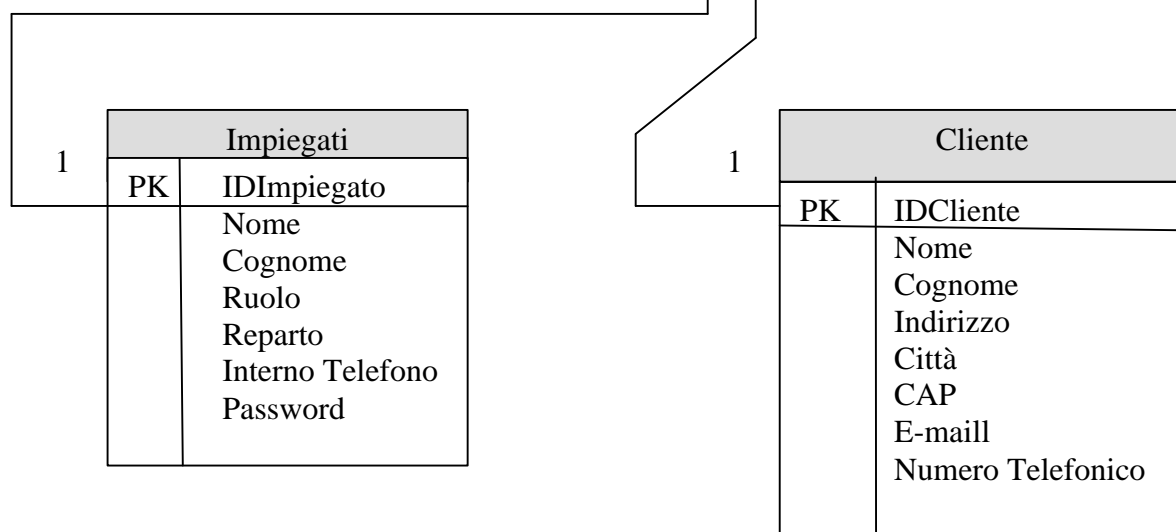 1
Impiegati
PK IDImpiegato
Nome
Cognome
Ruolo
Reparto
Interno Telefono
Password
1
Cliente
PK IDCliente
Nome
Cognome
Indirizzo
Città
CAP
E-maill
Numero Telefonico